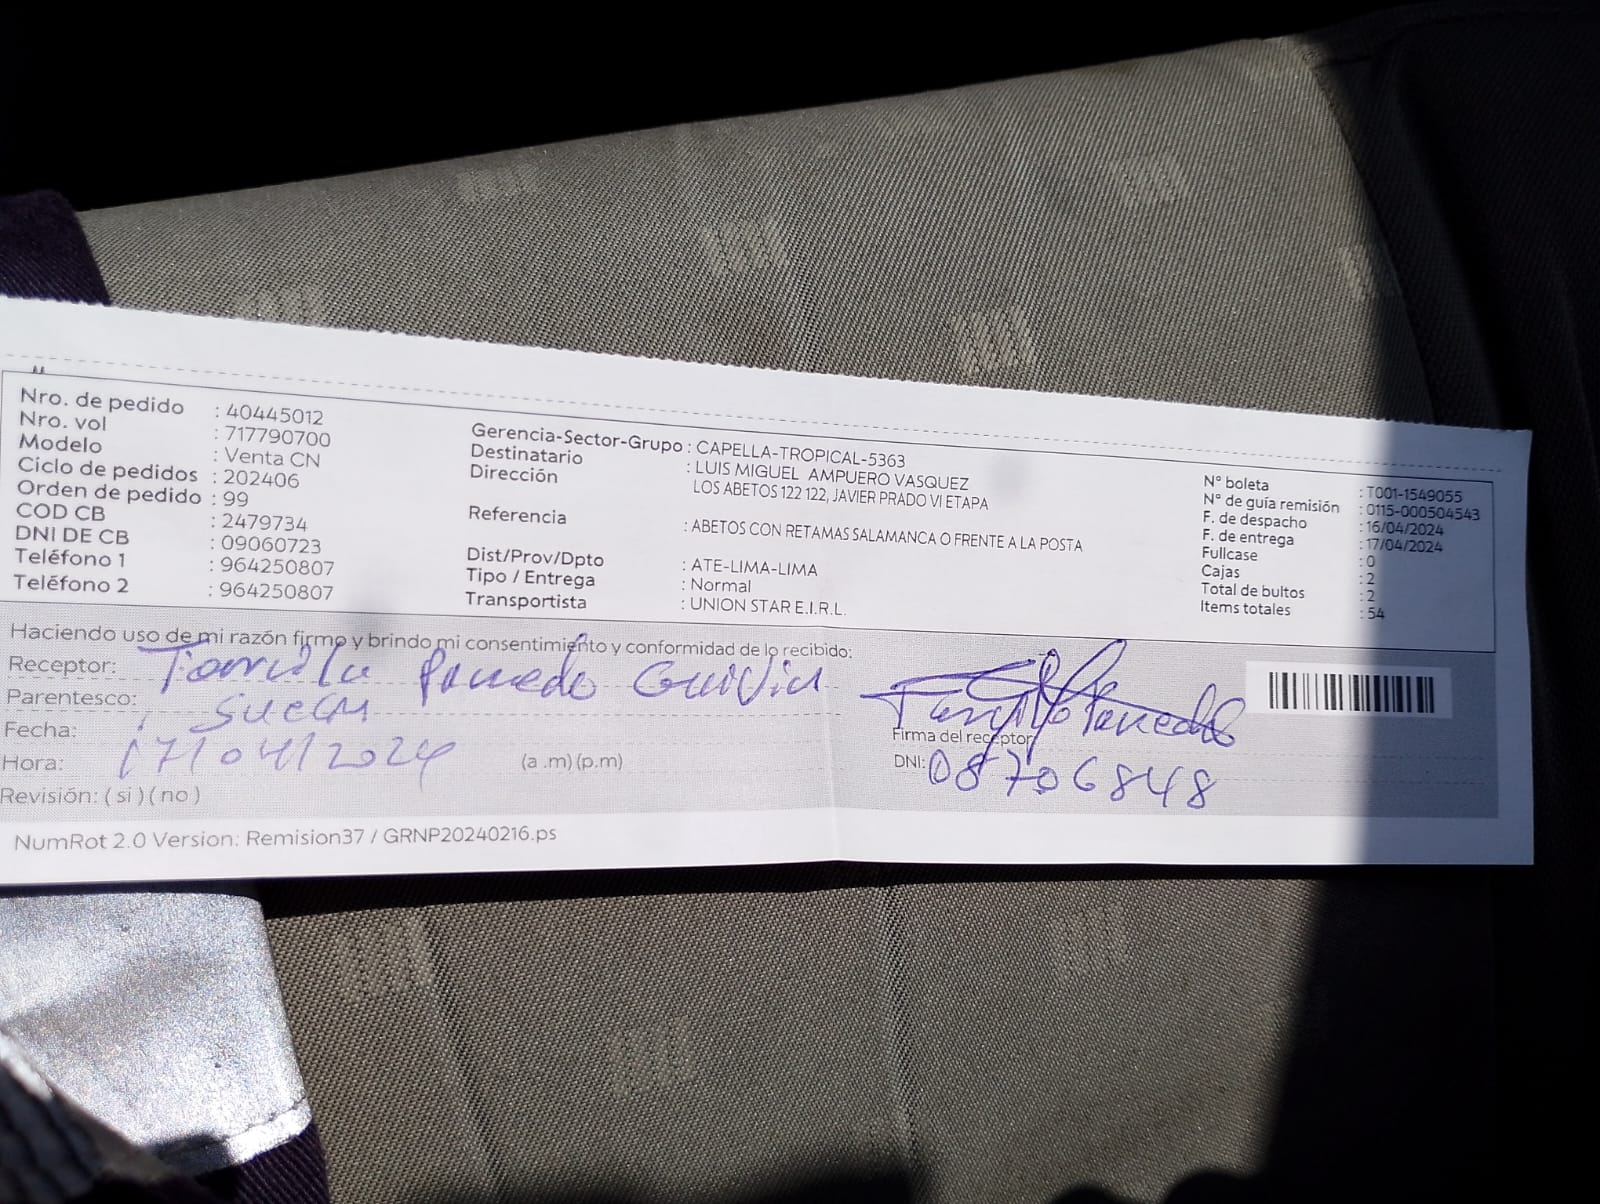 Nro. de pedido : 40445012
Nro. vol : 717790700
Modelo : Venta CN
Ciclo de pedidos : 202406
Orden de pedido : 99
COD CB : 2479734
DNI DE CB : 09060723
Teléfono 1 : 964250807
Teléfono 2 : 964250807
Gerencia-Sector-Grupo : CAPELLA-TROPICAL-5363
Destinatario : LUIS MIGUEL AMPUERO VASQUEZ
Dirección LOS ABETOS 122 122, JAVIER PRADO VI ETAPA
Referencia : ABETOS CON RETAMAS SALAMANCA O FRENTE A LA POSTA
Dist/Prov/Dpto : ATE-LIMA-LIMA
Tipo / Entrega : Normal
Transportista : UNION STAR E.I.R.L.
N° boleta : T001-1549055
N° de guía remisión : 0115-000504543
F. de despacho : 16/04/2024
F. de entrega : 17/04/2024
Fullcase : 0
Cajas : 2
Total de bultos : 2
Items totales : 54
Haciendo uso de mi razón firmo y brindo mi consentimiento y conformidad de lo recibido:
Receptor:
Parentesco: suegra
Fecha: 17/04/2024
Hora: (a .m) (p.m)
Revisión: ( si ) ( no )
Firma del receptor
DNI: 08706848
NumRot 2.0 Version: Remision37 / GRNP20240216.ps